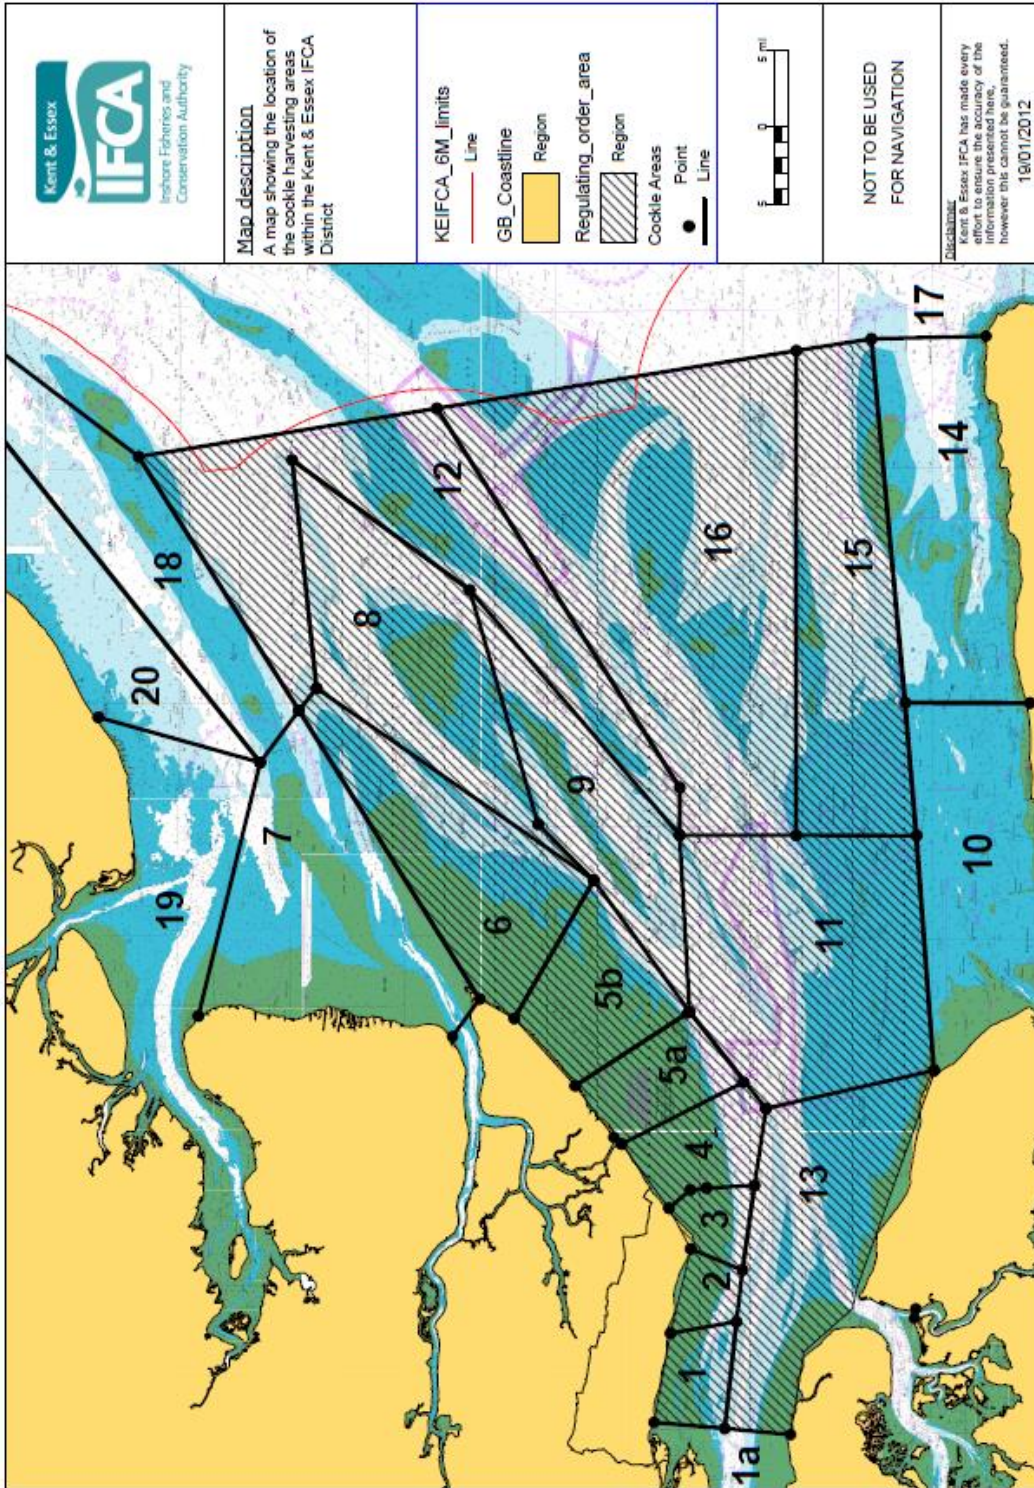 Kent & Essex
IFCA
Inshore Fisheries and
Conservation Authority
Map description
A map showing the location of
the cockle harvesting areas
within the Kent & Essex IFCA
District
KEIFCA_6M_limits
Line
GB_Coastline
Region
Regulating_order_area
Region
Cockle Areas
Point
Line
5
0
5 mi
NOT TO BE USED
FOR NAVIGATION
Disclaimer
Kent & Essex IFCA has made every
effort to ensure the accuracy of the
information presented here,
however this cannot be guaranteed.
19/01/2012
20
18
19
7
8
12
6
9
5b
5a
16
4
3
2
1
1a
13
11
15
10
14
17